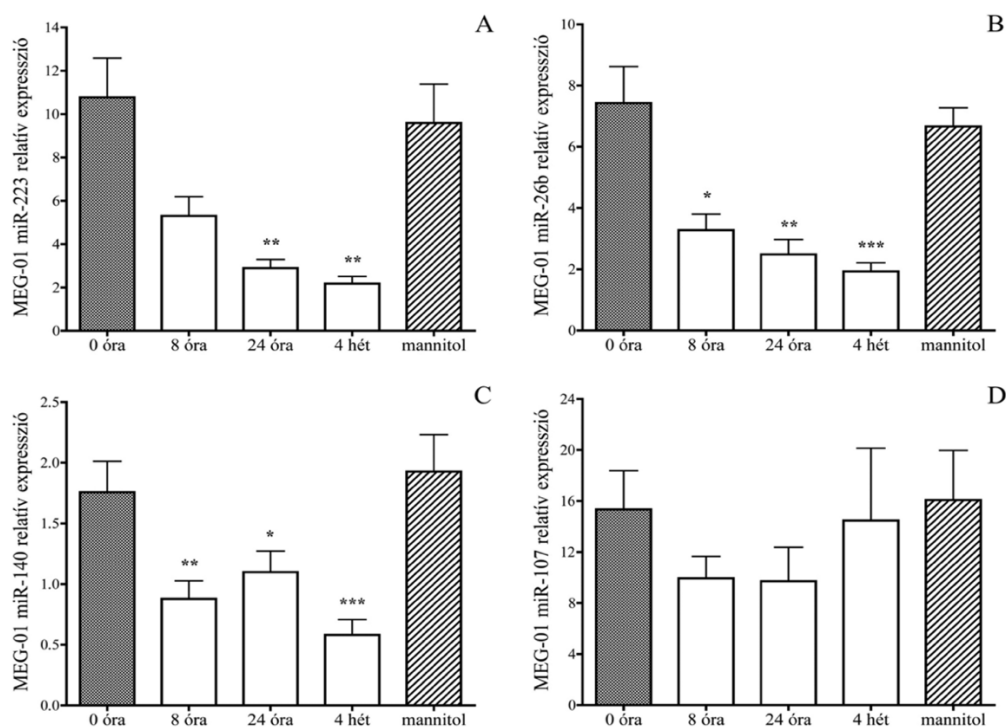 A
MEG-01 miR-223 relatív expresszió
14
12
10
8
6
4
2
0
**
**
0 óra 8 óra 24 óra 4 hét mannitol
B
MEG-01 miR-26b relatív expresszió
10
8
6
4
2
0
*
**
***
0 óra 8 óra 24 óra 4 hét mannitol
C
MEG-01 miR-140 relatív expresszió
2.5
2.0
1.5
1.0
0.5
0.0
**
*
***
0 óra 8 óra 24 óra 4 hét mannitol
D
MEG-01 miR-107 relatív expresszió
24
20
16
12
8
4
0
0 óra 8 óra 24 óra 4 hét mannitol